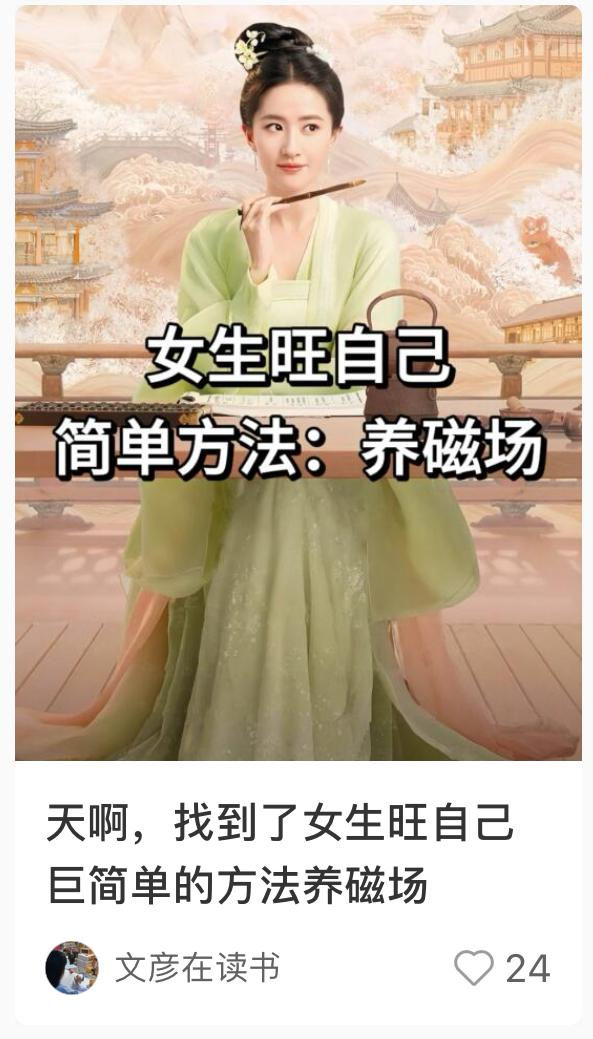 女生旺自己
简单方法：养磁场
天啊，找到了女生旺自己
巨简单的方法养磁场
文彦在读书
24